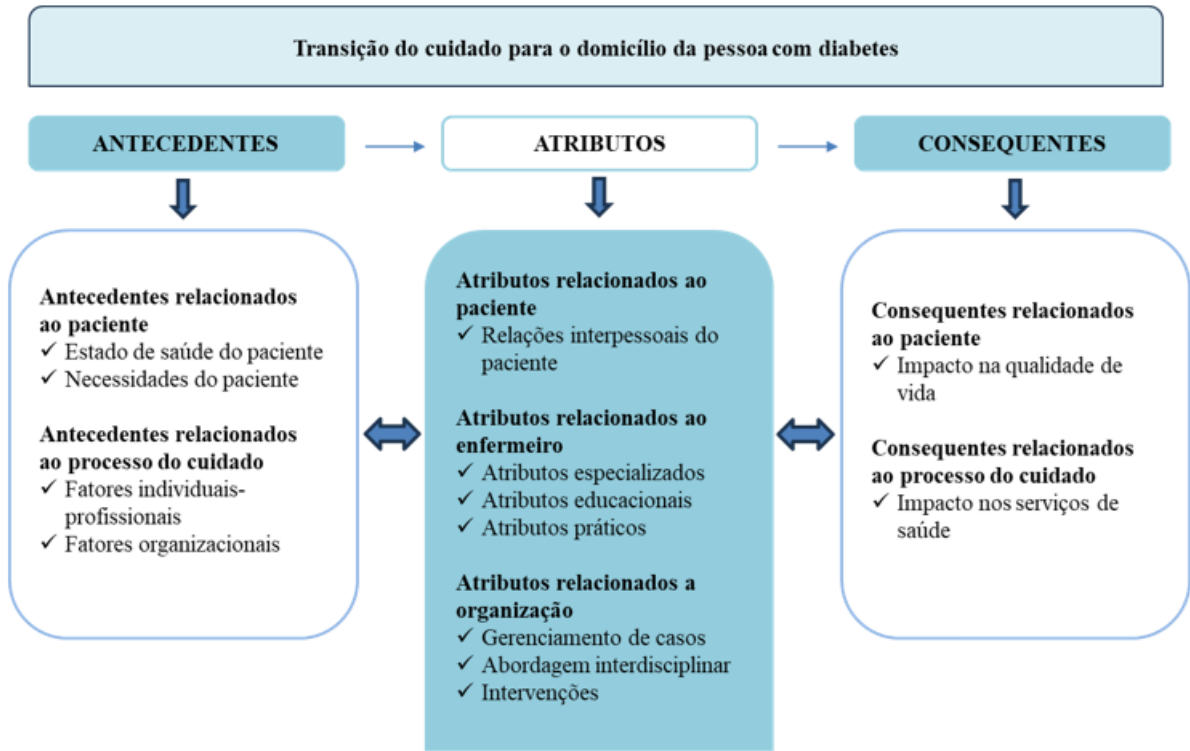 Transição do cuidado para o domicílio da pessoa com diabetes
ANTECEDENTES
ATRIBUTOS
CONSEQUENTES
Antecedentes relacionados
ao paciente
✓ Estado de saúde do paciente
✓ Necessidades do paciente
Antecedentes relacionados
ao processo do cuidado
✓ Fatores individuais-
profissionais
✓ Fatores organizacionais
Atributos relacionados ao
paciente
✓ Relações interpessoais do
paciente
Atributos relacionados ao
enfermeiro
✓ Atributos especializados
✓ Atributos educacionais
✓ Atributos práticos
Atributos relacionados a
organização
✓ Gerenciamento de casos
✓ Abordagem interdisciplinar
✓ Intervenções
Consequentes relacionados
ao paciente
✓ Impacto na qualidade de
vida
Consequentes relacionados
ao processo do cuidado
✓ Impacto nos serviços de
saúde